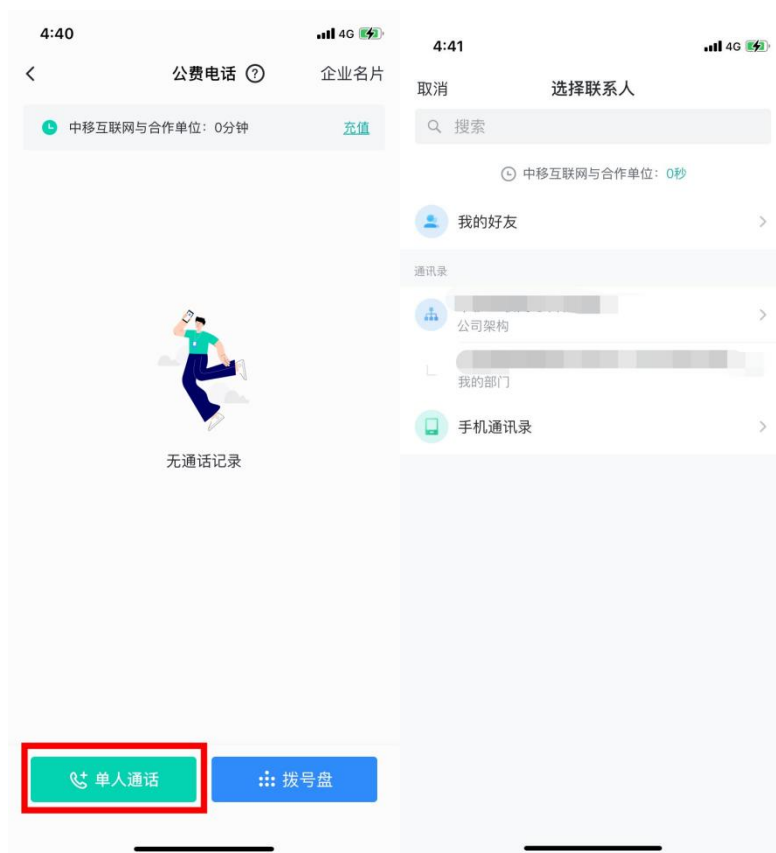 4:40
4G
公费电话 ?
企业名片
中移互联网与合作单位：0分钟
充值
无通话记录
单人通话
拨号盘
4:41
4G
取消
选择联系人
搜索
中移互联网与合作单位：0秒
我的好友
通讯录
公司架构
我的部门
手机通讯录